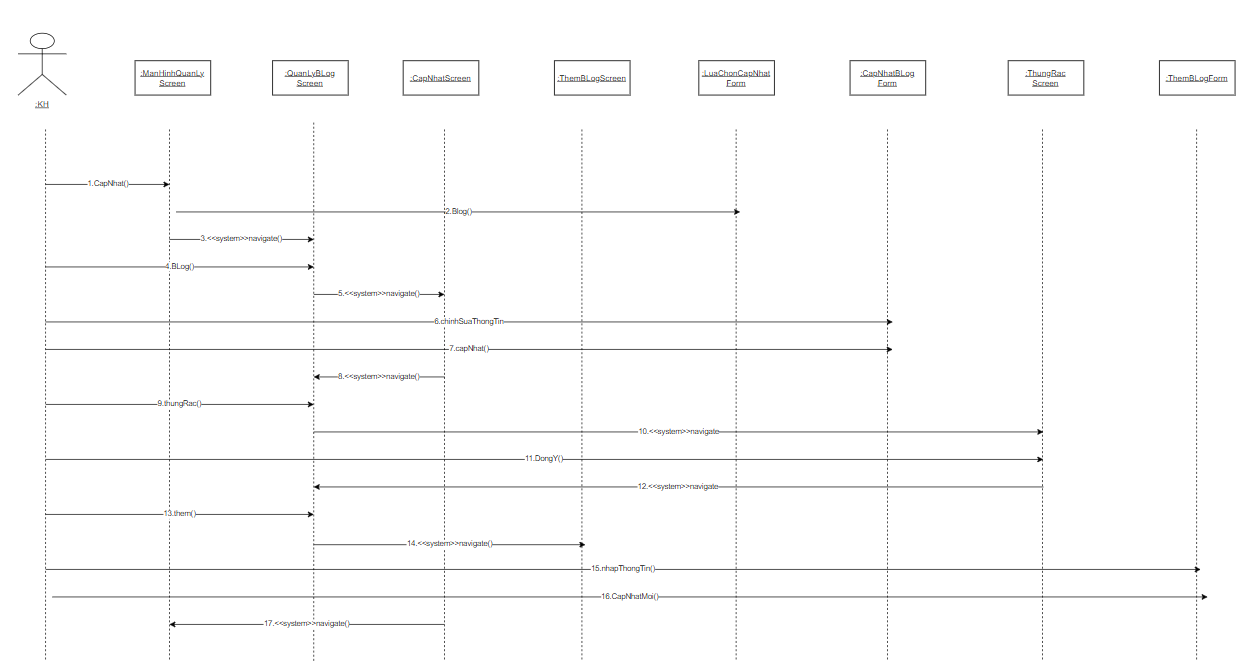 :KH
:ManHinhQuanLy
Screen
:QuanLyBLog
Screen
:CapNhatScreen
:ThemBLogScreen
:LuaChonCapNhat
Form
:CapNhatBLog
Form
:ThungRac
Screen
:ThemBLogForm
1.CapNhat()
2.Blog()
3.<<system>>navigate()
4.BLog()
5.<<system>>navigate()
6.chinhSuaThongTin
7.capNhat()
8.<<system>>navigate()
9.thungRac()
10.<<system>>navigate
11.DongY()
12.<<system>>navigate
13.them()
14.<<system>>navigate()
15.nhapThongTin()
16.CapNhatMoi()
17.<<system>>navigate()